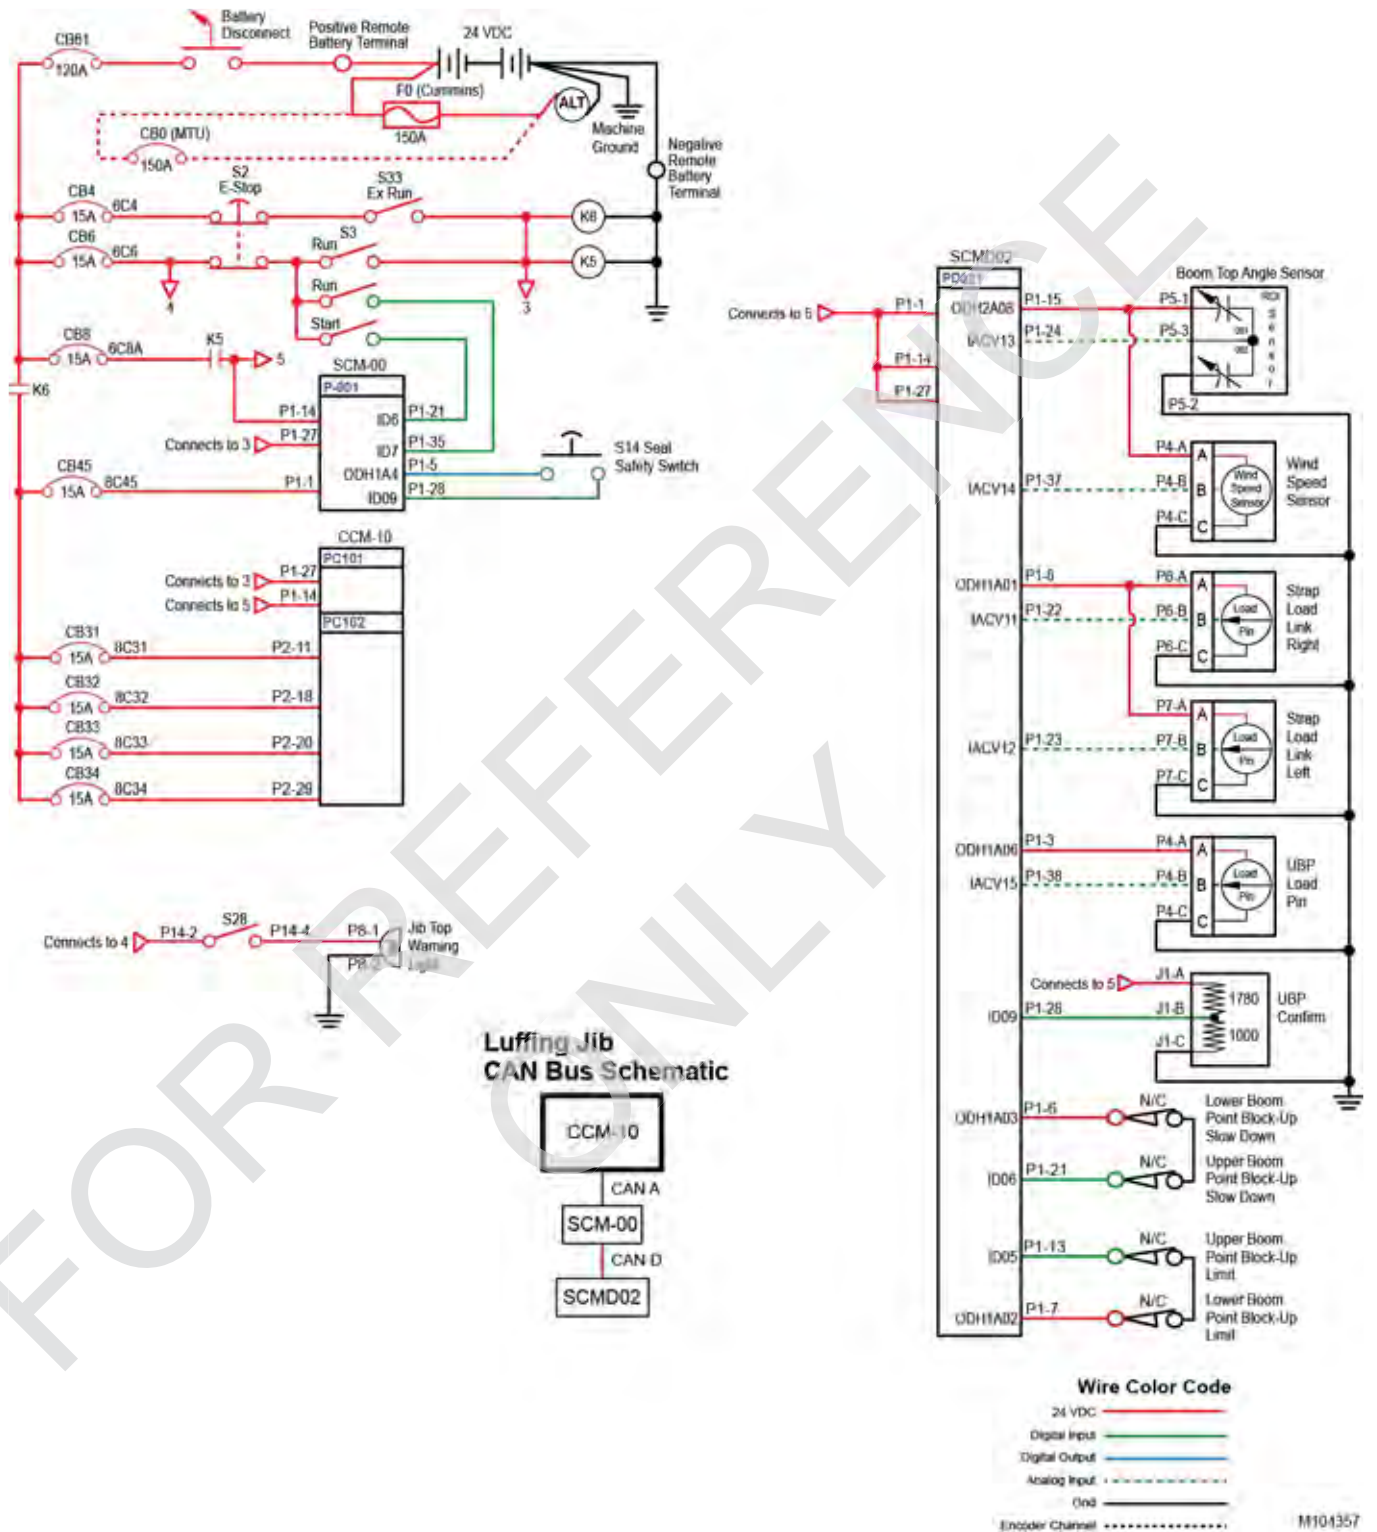 Battery
Disconnect
CB61
120A
Positive Remote
Battery Terminal
24 VDC
F0 (Cummins)
150A
ALT
Machine
Ground
CB0 (MTU)
150A
Negative
Remote
Battery
Terminal
S2
E-Stop
S33
Ex Run
CB4
15A
6C4
K6
CB6
15A
6C6
S3
Run
K5
4
Run
3
Start
CB8
15A
6C8A
K5
5
K6
SCM-00
P-001
P1-14
ID6
P1-21
Connects to 3
P1-27
ID7
P1-35
ODH1A4
P1-5
S14 Seat
Safety Switch
CB45
15A
8C45
P1-1
ID09
P1-28
CCM-10
PC101
Connects to 3
P1-27
Connects to 5
P1-14
PC102
CB31
15A
8C31
P2-11
CB32
15A
8C32
P2-18
CB33
15A
8C33
P2-20
CB34
15A
8C34
P2-29
Connects to 4
P14-2
S28
P14-4
P8-1
P8-2
Jib Top
Warning
Light
Luffing Jib
CAN Bus Schematic
CCM-10
CAN A
SCM-00
CAN D
SCMD02
SCMD02
PD021
Connects to 5
P1-1
P1-14
P1-27
ODH2A08
P1-15
P5-1
Boom Top Angle Sensor
IACV13
P1-24
P5-3
P5-2
RCI
Sensor
P4-A
A
IACV14
P1-37
P4-B
B
P4-C
C
Wind
Speed
Sensor
Wind
Speed
Sensor
ODH1A01
P1-8
P6-A
A
IACV11
P1-22
P6-B
B
P6-C
C
Load
Pin
Strap
Load
Link
Right
P7-A
A
IACV12
P1-23
P7-B
B
P7-C
C
Load
Pin
Strap
Load
Link
Left
ODH1A06
P1-3
P4-A
A
IACV15
P1-38
P4-B
B
P4-C
C
Load
Pin
UBP
Load
Pin
Connects to 5
J1-A
ID09
P1-28
J1-B
J1-C
1780
1000
UBP
Confirm
ODH1A03
P1-6
N/C
Lower Boom
Point Block-Up
Slow Down
ID06
P1-21
N/C
Upper Boom
Point Block-Up
Slow Down
ID05
P1-13
N/C
Upper Boom
Point Block-Up
Limit
ODH1A02
P1-7
N/C
Lower Boom
Point Block-Up
Limit
Wire Color Code
24 VDC
Digital Input
Digital Output
Analog Input
Gnd
Encoder Channel
M104357
FOR REFERENCE
ONLY